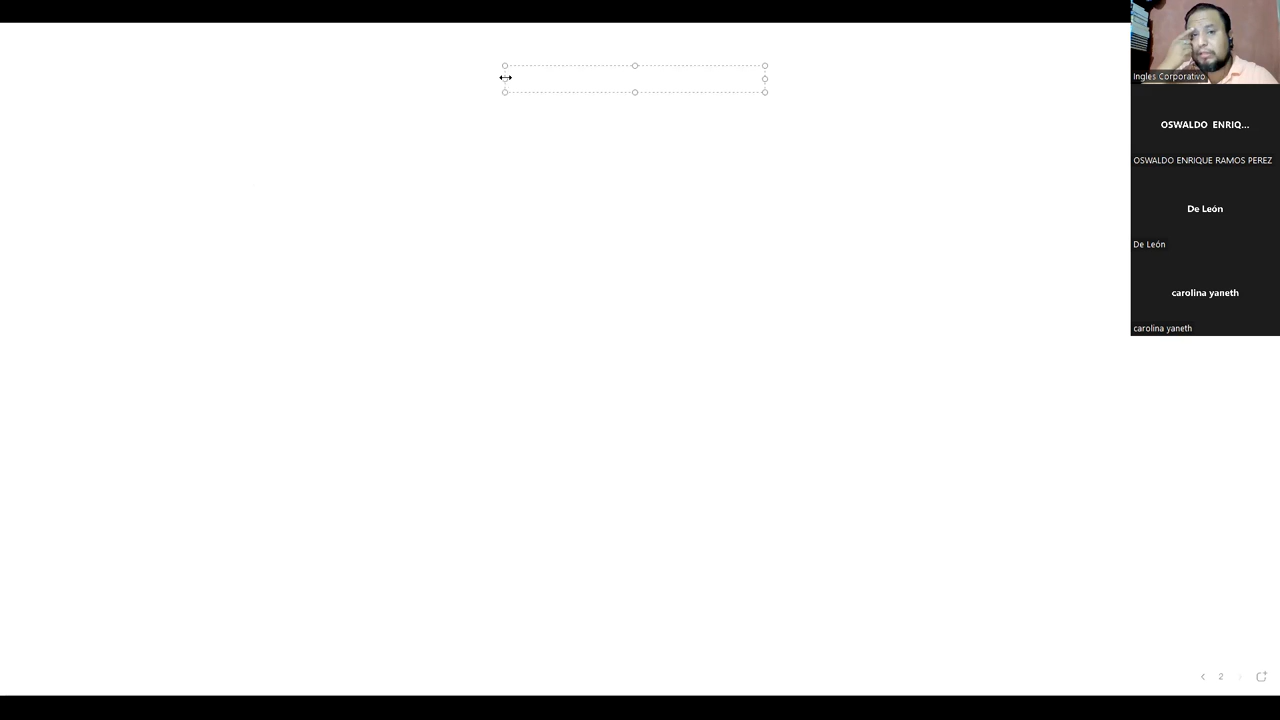 Ingles Corporativo
OSWALDO ENRIQ...
OSWALDO ENRIQUE RAMOS PEREZ
De León
De León
carolina yaneth
carolina yaneth
2